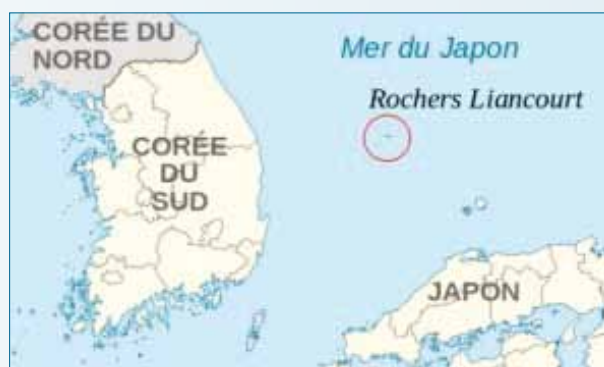 CORÉE DU
NORD
Mer du Japon
Rochers Liancourt
CORÉE
DU
SUD
JAPON